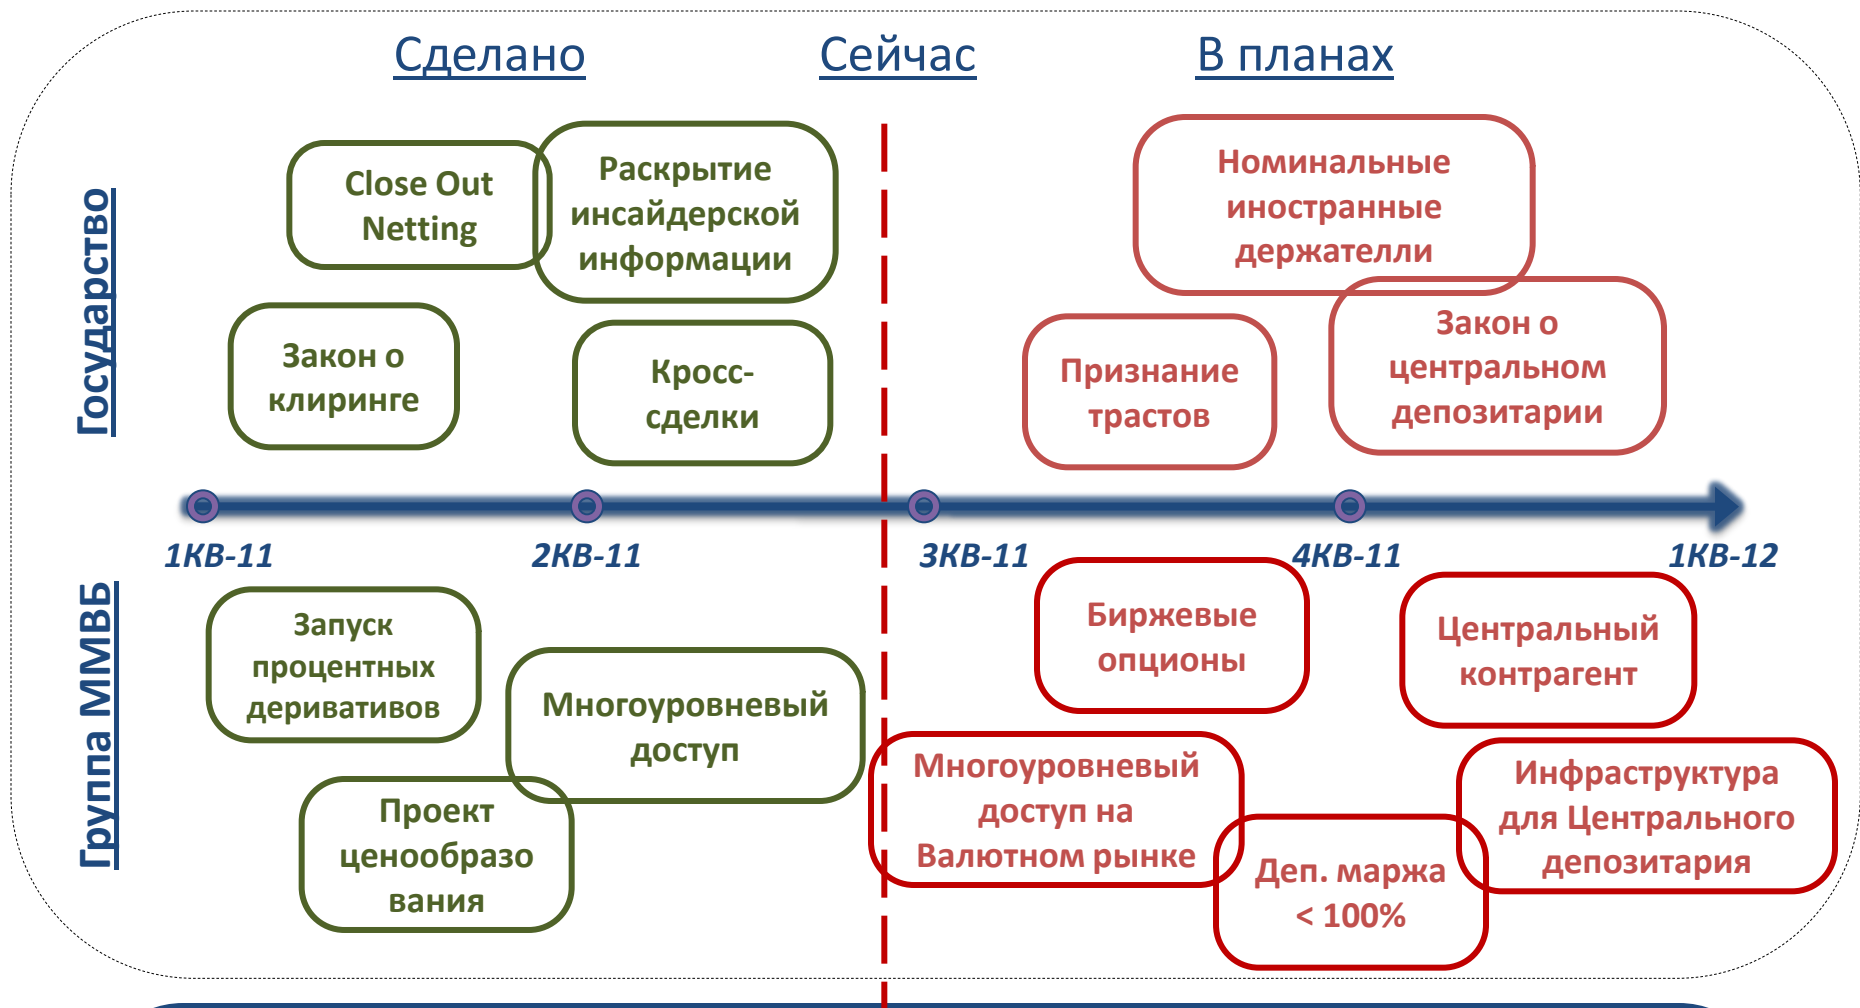 Сделано
Сейчас
В планах
Государство
Close Out
Netting
Раскрытие
инсайдерской
информации
Закон о
клиринге
Кросс-
сделки
Номинальные
иностранные
держателли
Признание
трастов
Закон о
центральном
депозитарии
1КВ-11
2КВ-11
3КВ-11
4КВ-11
1КВ-12
Группа ММВБ
Запуск
процентных
деривативов
Многоуровневый
доступ
Проект
ценообразо
вания
Биржевые
опционы
Центральный
контрагент
Многоуровневый
доступ на
Валютном рынке
Деп. маржа
< 100%
Инфраструктура
для Центрального
депозитария